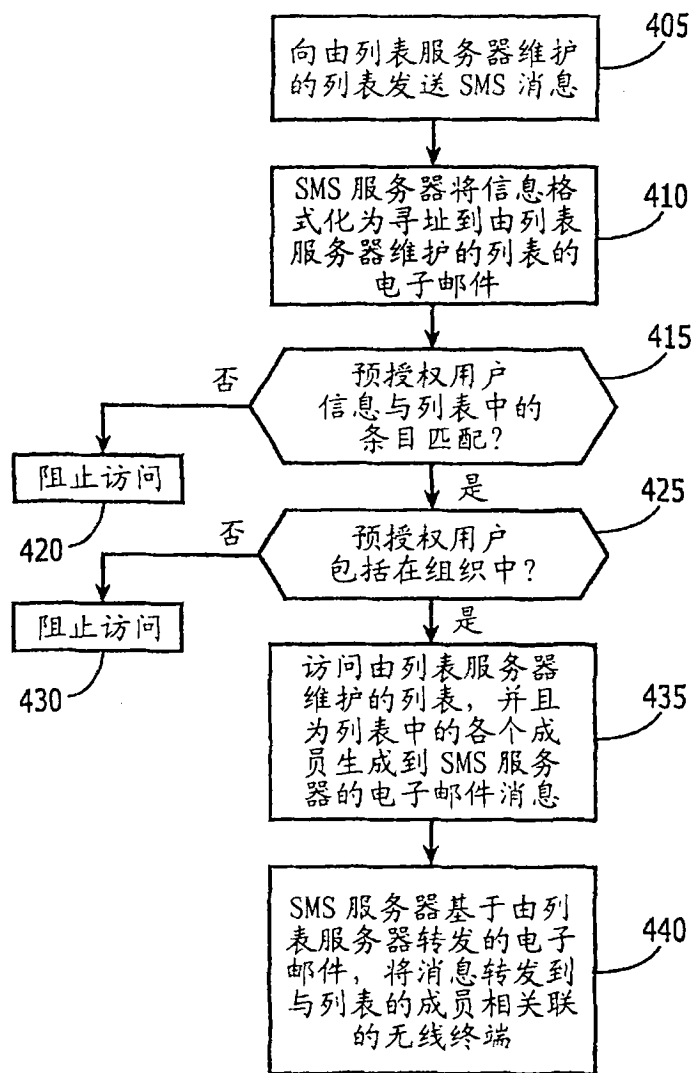 405
向由列表服务器维护
的列表发送 SMS 消息
SMS 服务器将信息格
式化为寻址到由列表
服务器维护的列表的
电子邮件
410
415
预授权用户
信息与列表中的
条目匹配?
否
阻止访问
420
是
425
预授权用户
包括在组织中?
否
阻止访问
430
是
访问由列表服务器
维护的列表, 并且
为列表中的各个成
员生成到 SMS 服务
器的电子邮件消息
435
SMS 服务器基于由列
表服务器转发的电子
邮件, 将消息转发到
与列表的成员相关联
的无线终端
440